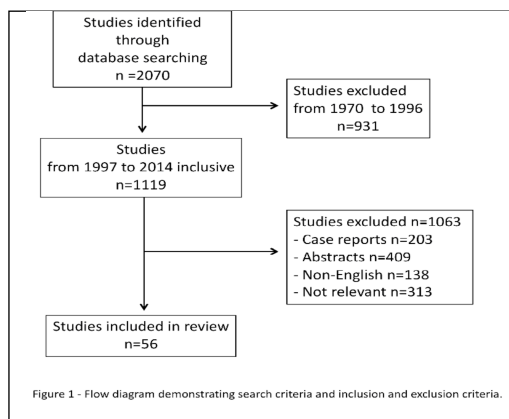 Studies identified
through
database searching
n =2070
Studies excluded
from 1970 to 1996
n=931
Studies
from 1997 to 2014 inclusive
n=1119
Studies excluded n=1063
- Case reports n=203
- Abstracts n=409
- Non-English n=138
- Not relevant n=313
Studies included in review
n=56
Figure 1 - Flow diagram demonstrating search criteria and inclusion and exclusion criteria.